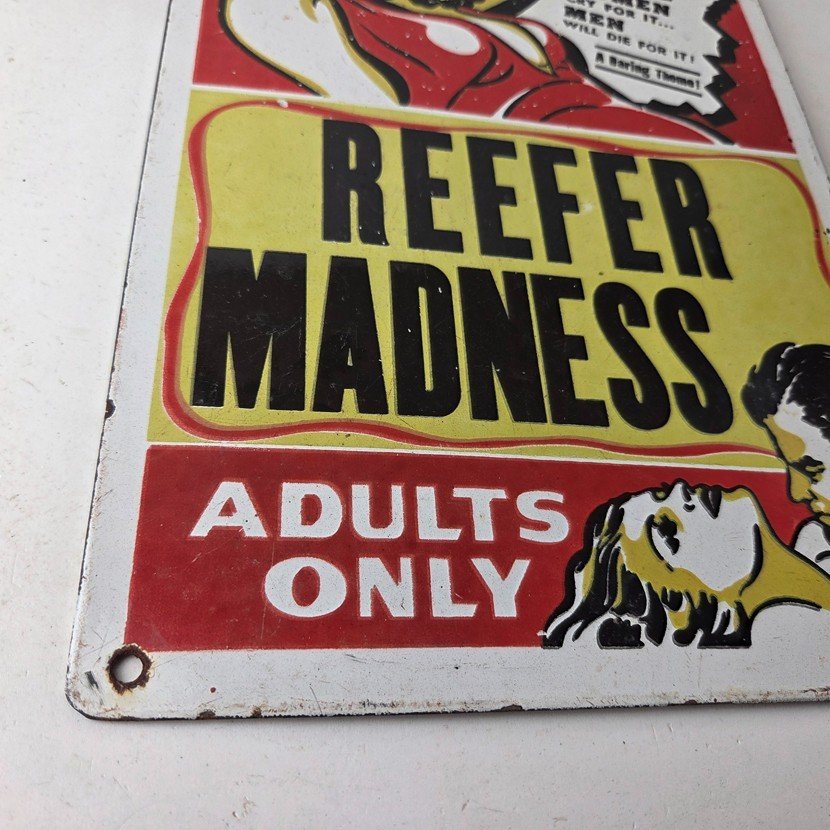 MEN
WILL DIE FOR IT!
A Daring Theme!
REEFER
MADNESS
ADULTS
ONLY